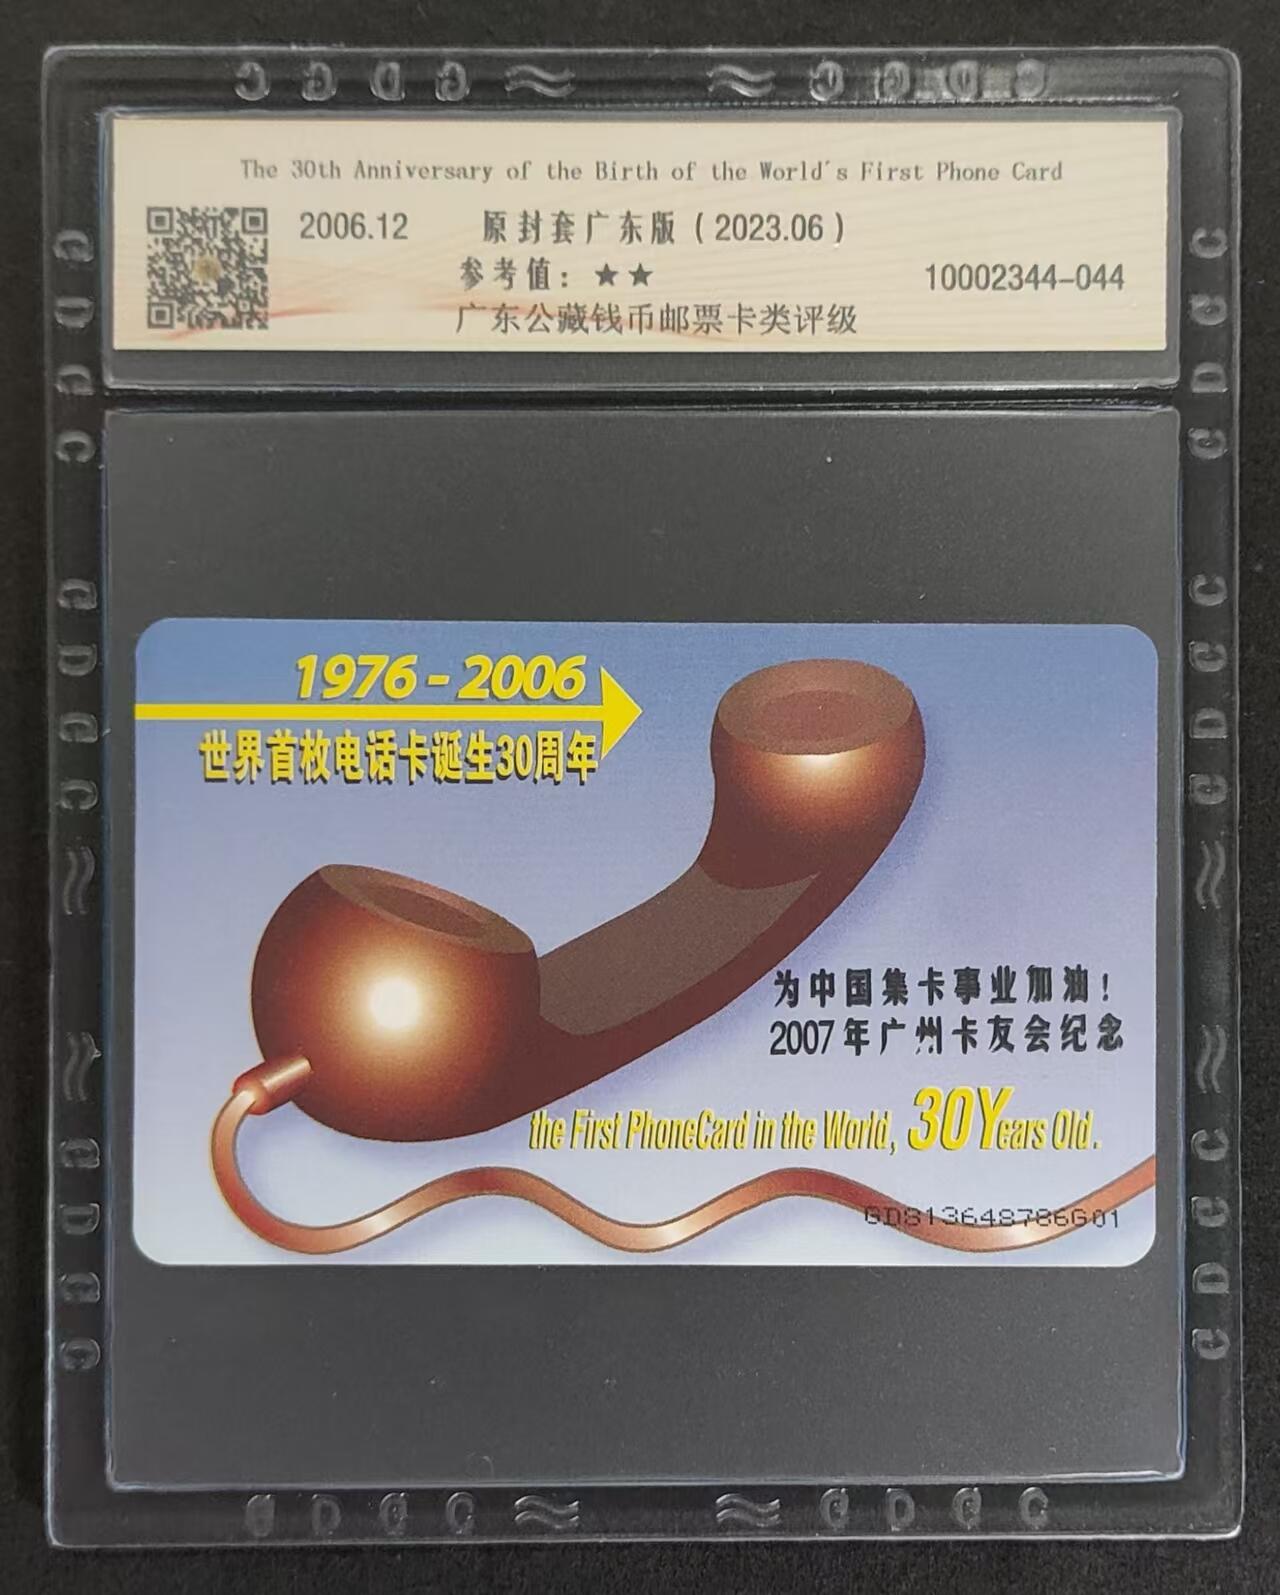 The 30th Anniversary of the Birth of the World's First Phone Card
2006.12 原封套广东版（2023.06）
参考值：★★
10002344-044
广东公藏钱币邮票卡类评级
1976-2006
世界首枚电话卡诞生30周年
为中国集卡事业加油！
2007年广州卡友会纪念
the First PhoneCard in the World, 30Years Old.
GD813648786G01
GDGC